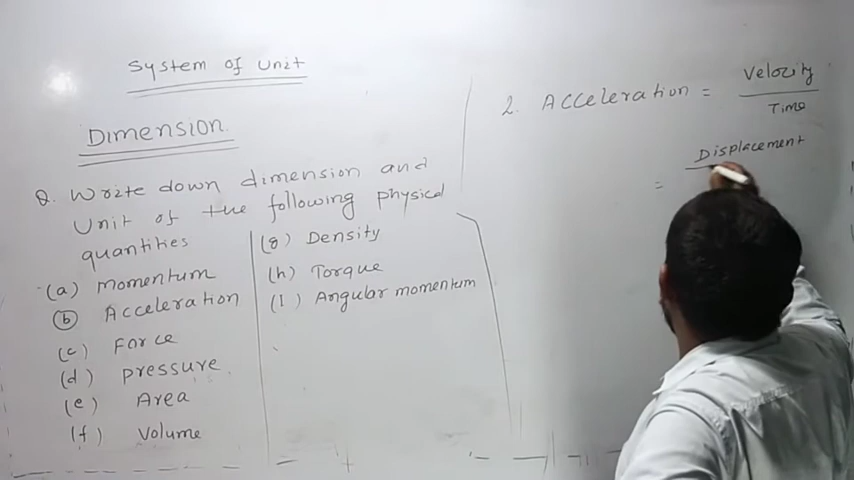 System of Unit
Dimension.
Q. Write down dimension and
Unit of the following physical
quantities
(a) Momentum
(b) Acceleration
(c) Force
(d) Pressure
(e) Area
(f) Volume
(g) Density
(h) Torque
(I) Angular momentum
2. Acceleration = Velocity
Time
= Displacement